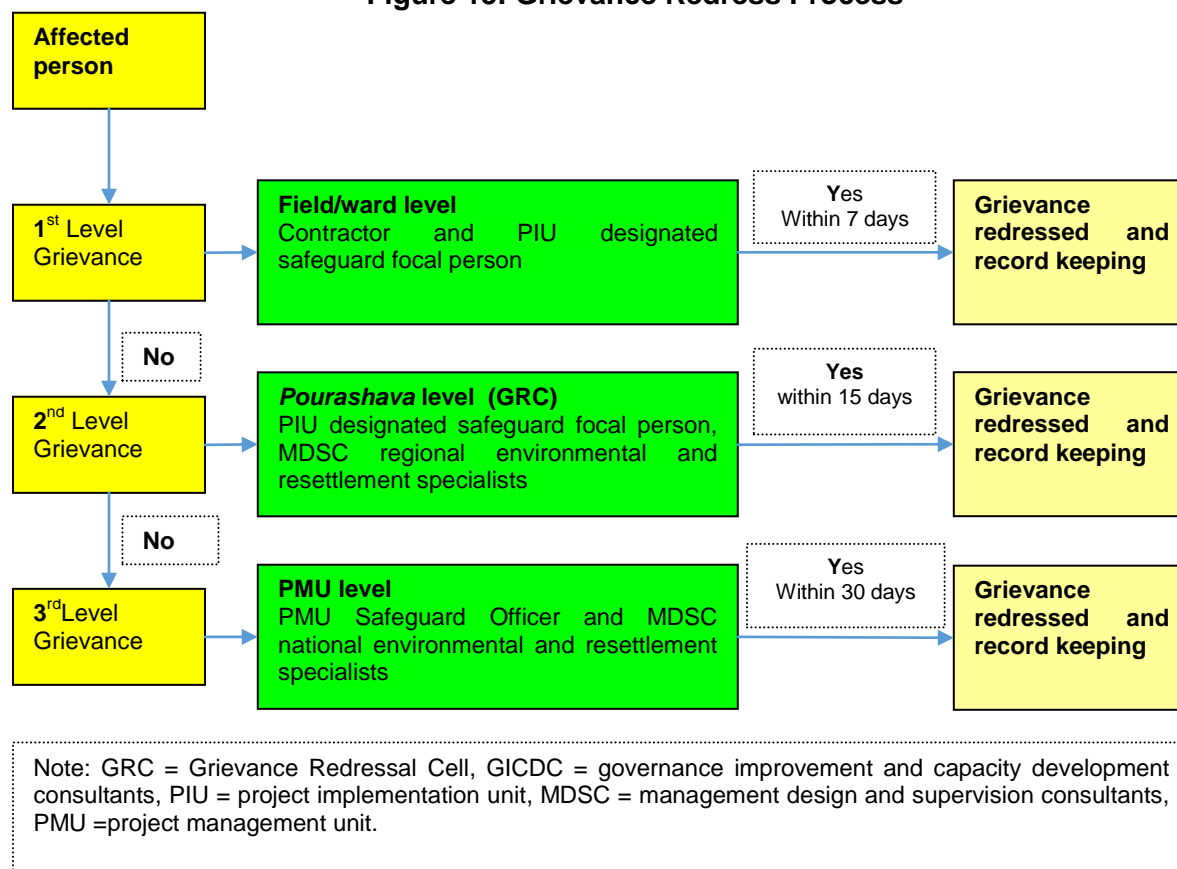 Figure Grievance Redress Process
Affected
person
1st Level
Grievance
Field/ward level
Contractor and PIU designated
safeguard focal person
Yes
Within 7 days
Grievance
redressed and
record keeping
No
2nd Level
Grievance
Pourashava level (GRC)
PIU designated safeguard focal person,
MDSC regional environmental and
resettlement specialists
Yes
within 15 days
Grievance
redressed and
record keeping
No
3rdLevel
Grievance
PMU level
PMU Safeguard Officer and MDSC
national environmental and resettlement
specialists
Yes
Within 30 days
Grievance
redressed and
record keeping
Note: GRC = Grievance Redressal Cell, GICDC = governance improvement and capacity development
consultants, PIU = project implementation unit, MDSC = management design and supervision consultants,
PMU =project management unit.